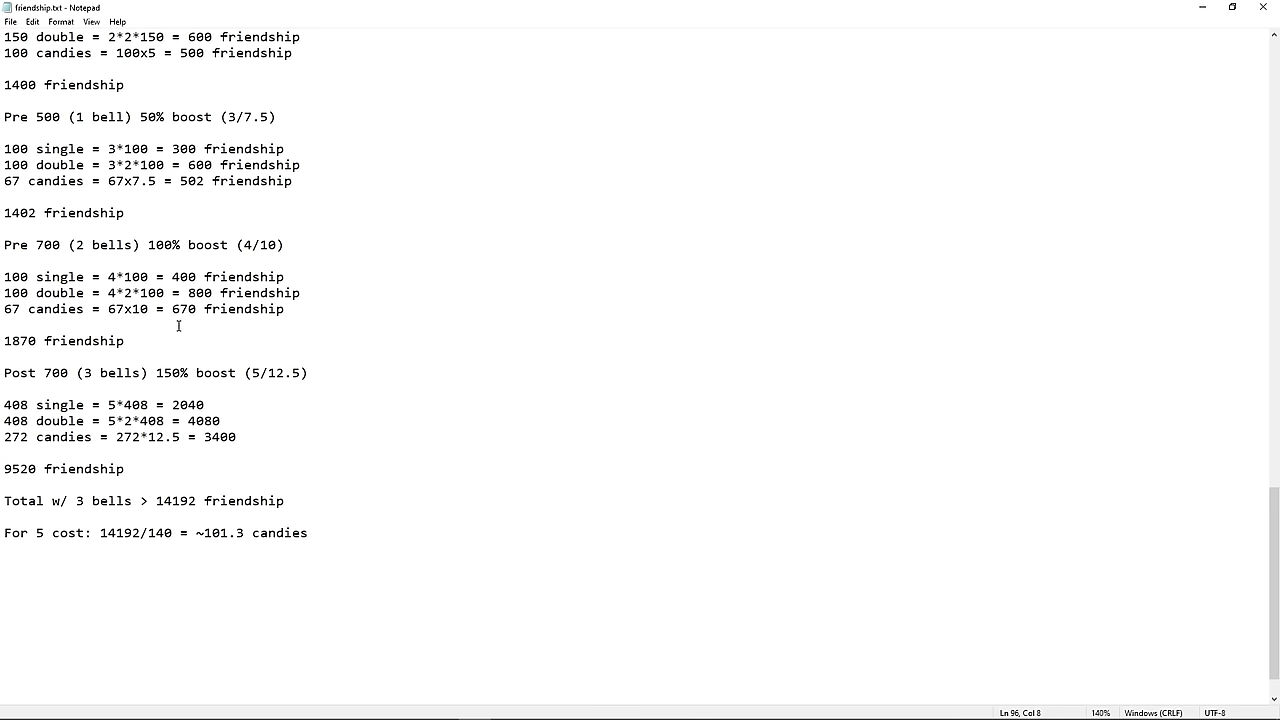 friendship.txt - Notepad
File Edit Format View Help
150 double = 2*2*150 = 600 friendship
100 candies = 100x5 = 500 friendship
1400 friendship
Pre 500 (1 bell) 50% boost (3/7.5)
100 single = 3*100 = 300 friendship
100 double = 3*2*100 = 600 friendship
67 candies = 67x7.5 = 502 friendship
1402 friendship
Pre 700 (2 bells) 100% boost (4/10)
100 single = 4*100 = 400 friendship
100 double = 4*2*100 = 800 friendship
67 candies = 67x10 = 670 friendship
1870 friendship
Post 700 (3 bells) 150% boost (5/12.5)
408 single = 5*408 = 2040
408 double = 5*2*408 = 4080
272 candies = 272*12.5 = 3400
9520 friendship
Total w/ 3 bells > 14192 friendship
For 5 cost: 14192/140 = ~101.3 candies
Ln 96, Col 8 140% Windows (CRLF) UTF-8